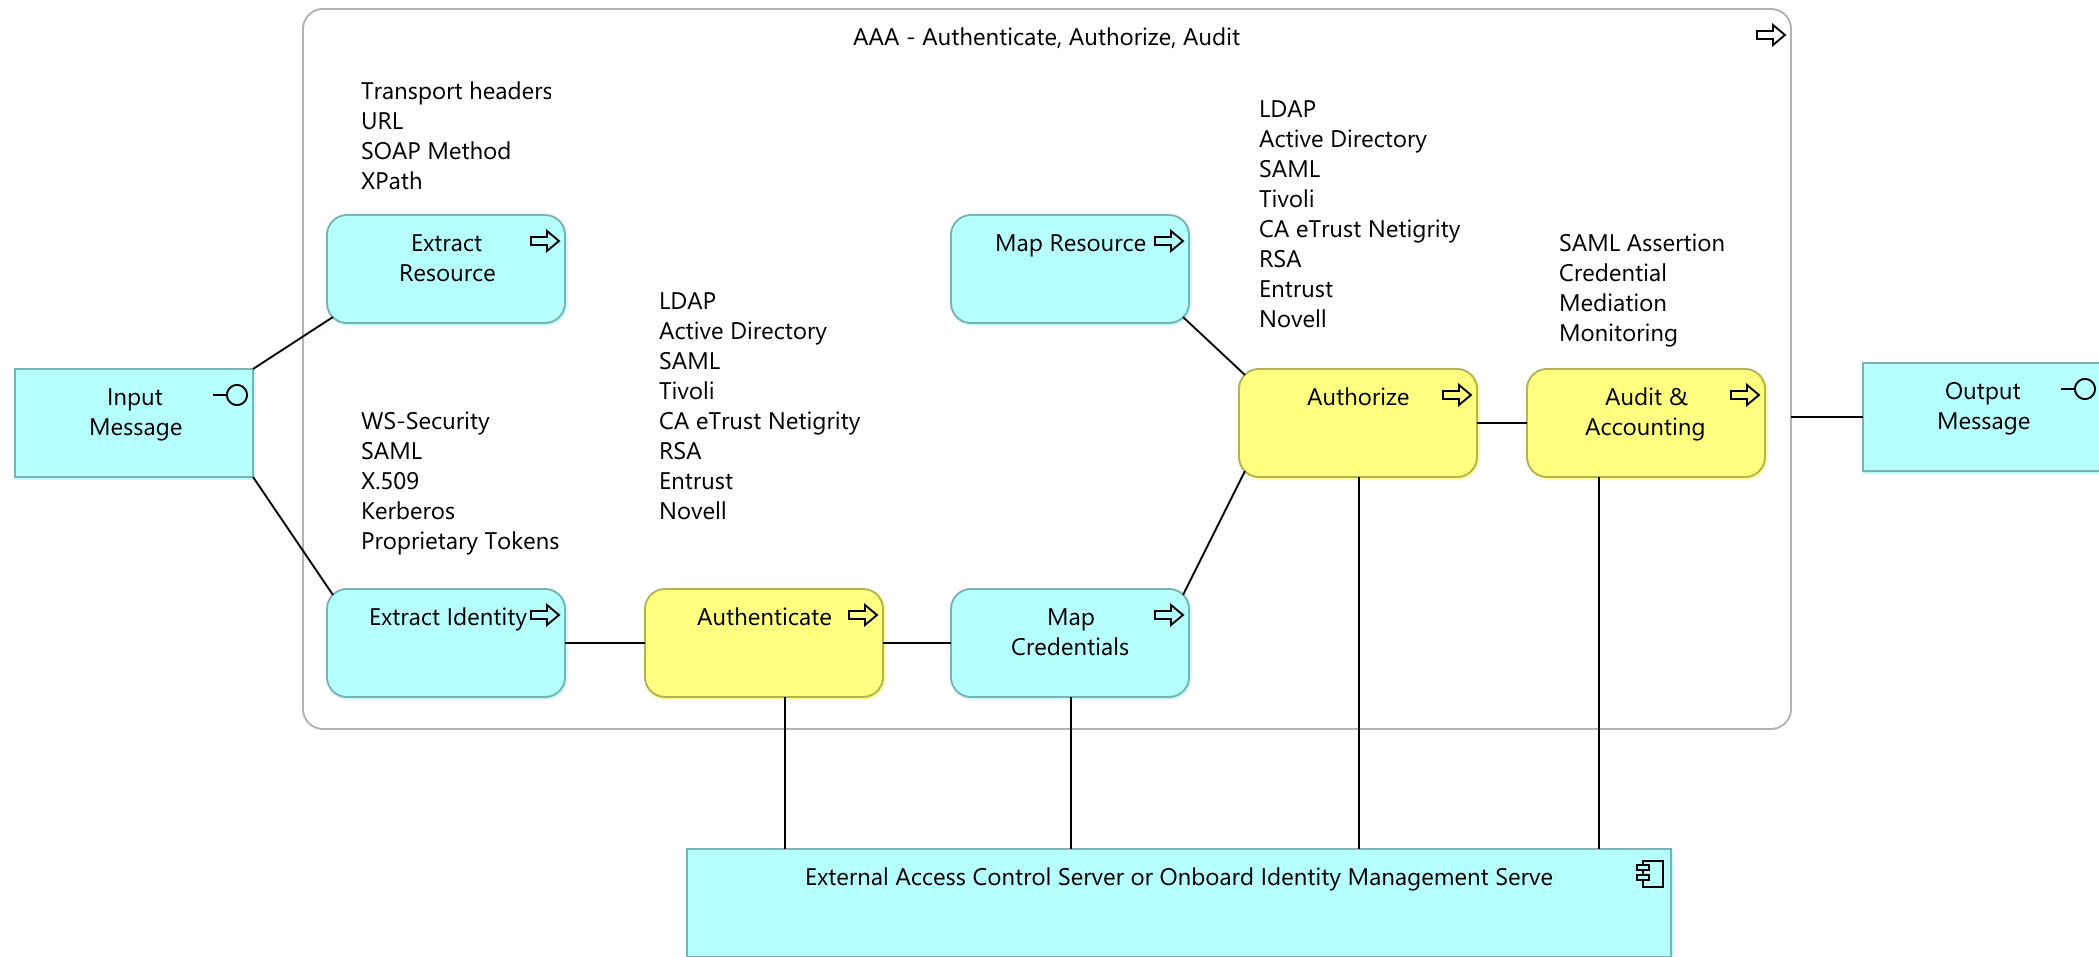 AAA - Authenticate, Authorize, Audit
Transport headers
URL
SOAP Method
XPath
Extract
Resource
Map Resource
LDAP
Active Directory
SAML
Tivoli
CA eTrust Netigrity
RSA
Entrust
Novell
SAML Assertion
Credential
Mediation
Monitoring
LDAP
Active Directory
SAML
Tivoli
CA eTrust Netigrity
RSA
Entrust
Novell
Input
Message
WS-Security
SAML
X.509
Kerberos
Proprietary Tokens
Authorize
Audit &
Accounting
Output
Message
Extract Identity
Authenticate
Map
Credentials
External Access Control Server or Onboard Identity Management Serve